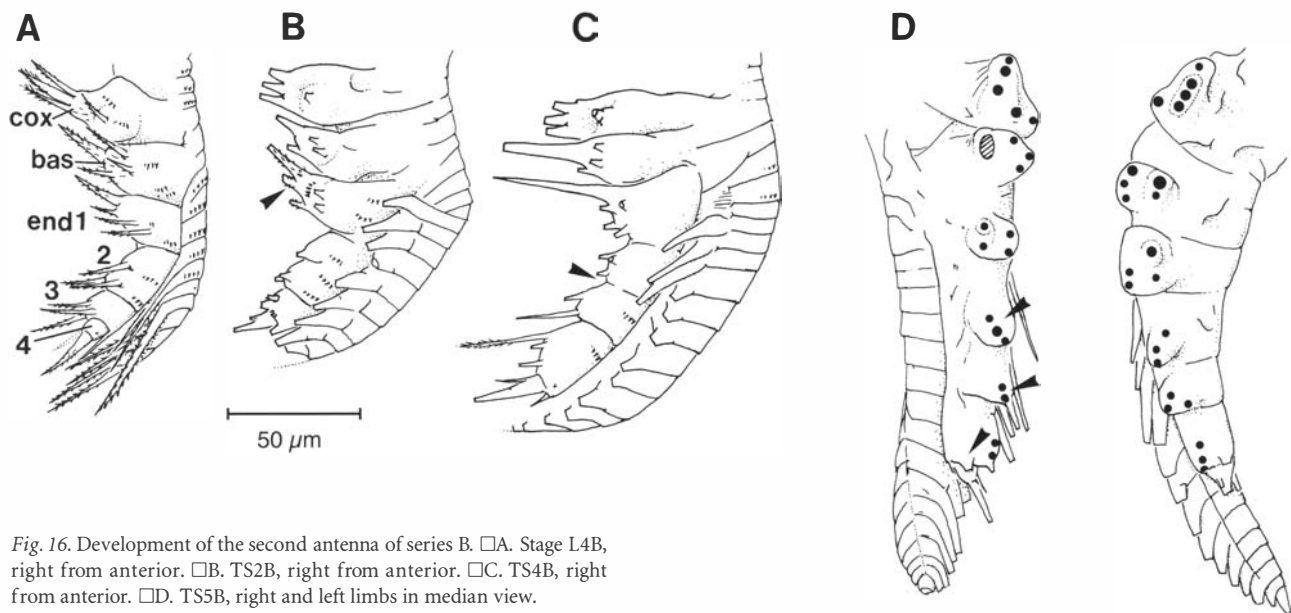 A
B
C
D
cox
bas
end1
2
3
4
50 µm
Fig. 16. Development of the second antenna of series B. □A. Stage L4B,
right from anterior. □B. TS2B, right from anterior. □C. TS4B, right
from anterior. □D. TS5B, right and left limbs in median view.